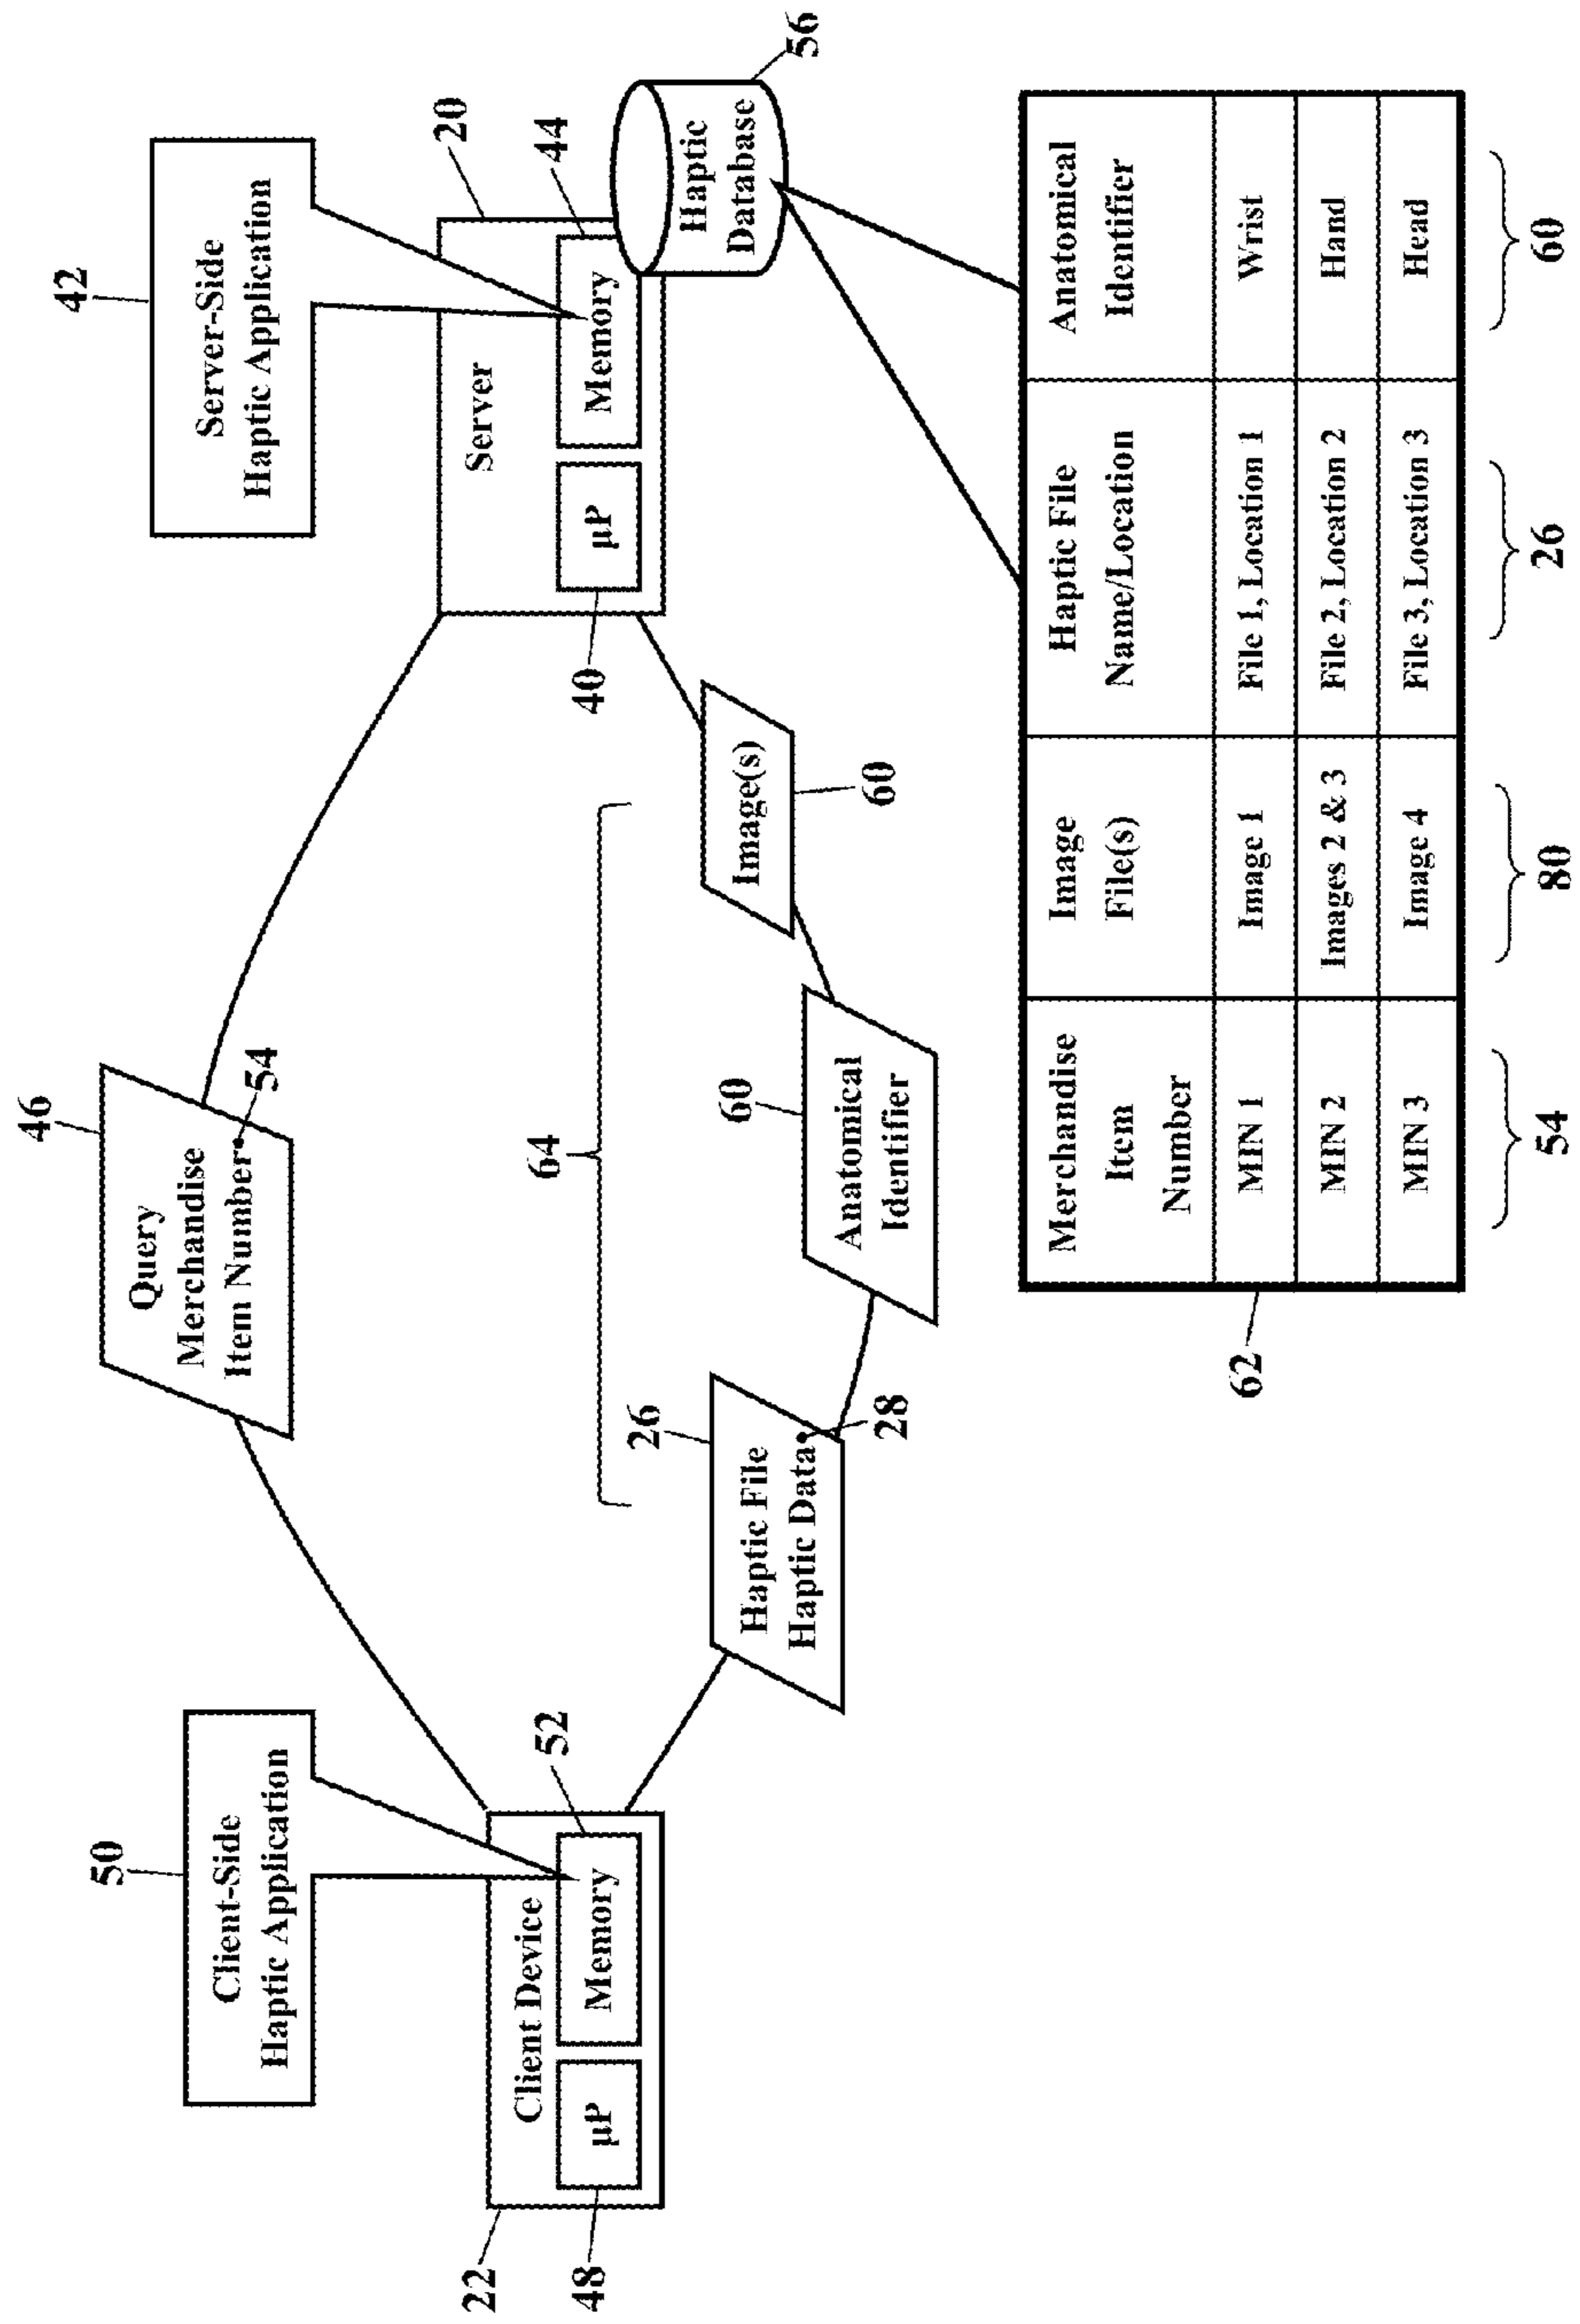 42
Server-Side
Haptic Application
20
Server
44
µP
Memory
40
Haptic
Database
56
46
Query
Merchandise
Item Number
54
50
Client-Side
Haptic Application
22
Client Device
52
µP
Memory
48
64
26
Haptic File
Haptic Data
28
60
Anatomical
Identifier
Image(s)
60
62
Merchandise
Item
Number
Image
File(s)
Haptic File
Name/Location
Anatomical
Identifier
MIN 1
Image 1
File 1, Location 1
Wrist
MIN 2
Images 2 & 3
File 2, Location 2
Hand
MIN 3
Image 4
File 3, Location 3
Head
54
80
26
60